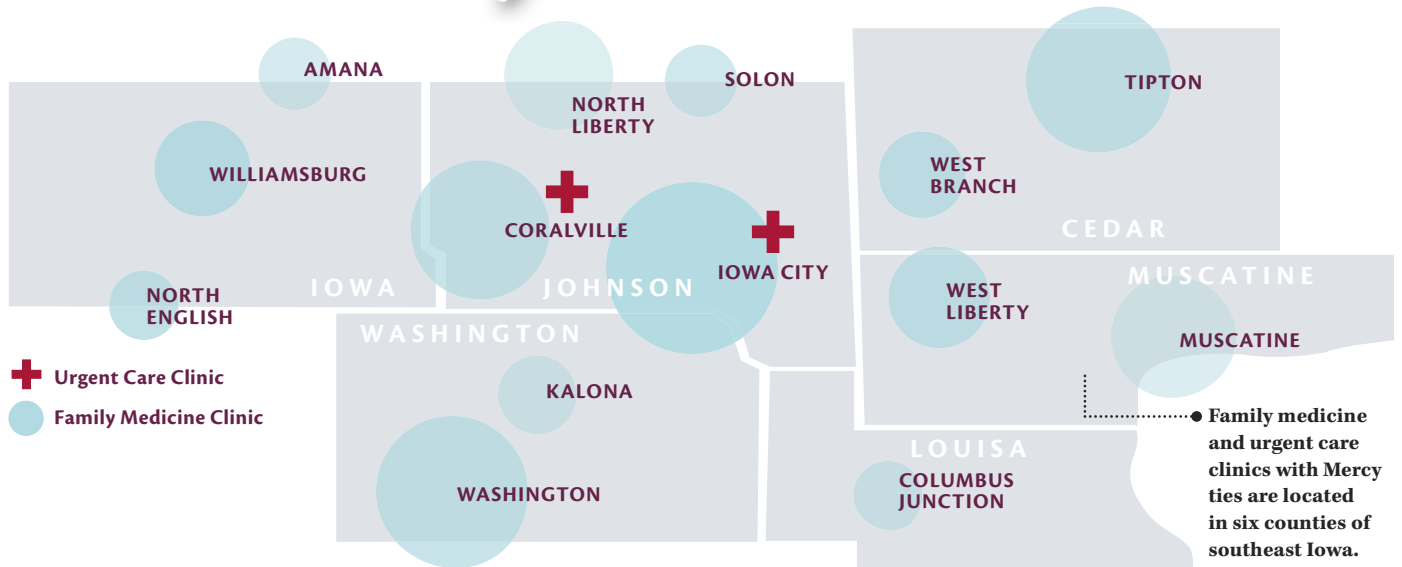 AMANA
SOLON
TIPTON
NORTH
LIBERTY
WILLIAMSBURG
WEST
BRANCH
CORALVILLE
CEDAR
IOWA CITY
MUSCATINE
IOWA
JOHNSON
NORTH
ENGLISH
WEST
LIBERTY
WASHINGTON
MUSCATINE
Urgent Care Clinic
KALONA
Family Medicine Clinic
Family medicine
and urgent care
clinics with Mercy
ties are located
in six counties of
southeast Iowa.
LOUISA
COLUMBUS
JUNCTION
WASHINGTON